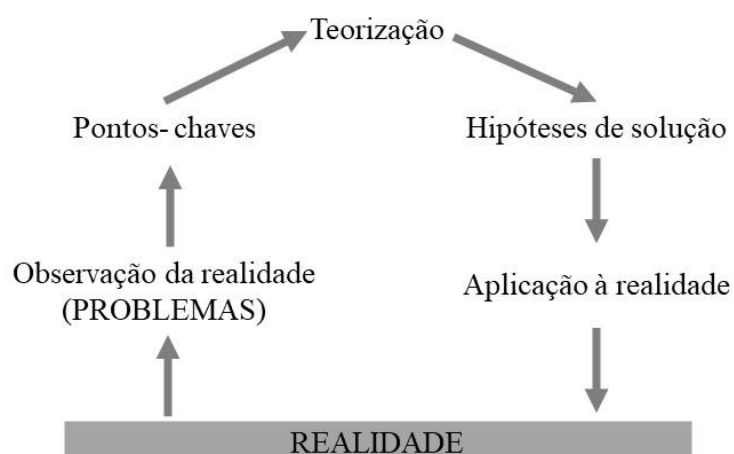 Teorização
Pontos- chaves
Hipóteses de solução
Observação da realidade
(PROBLEMAS)
Aplicação à realidade
REALIDADE